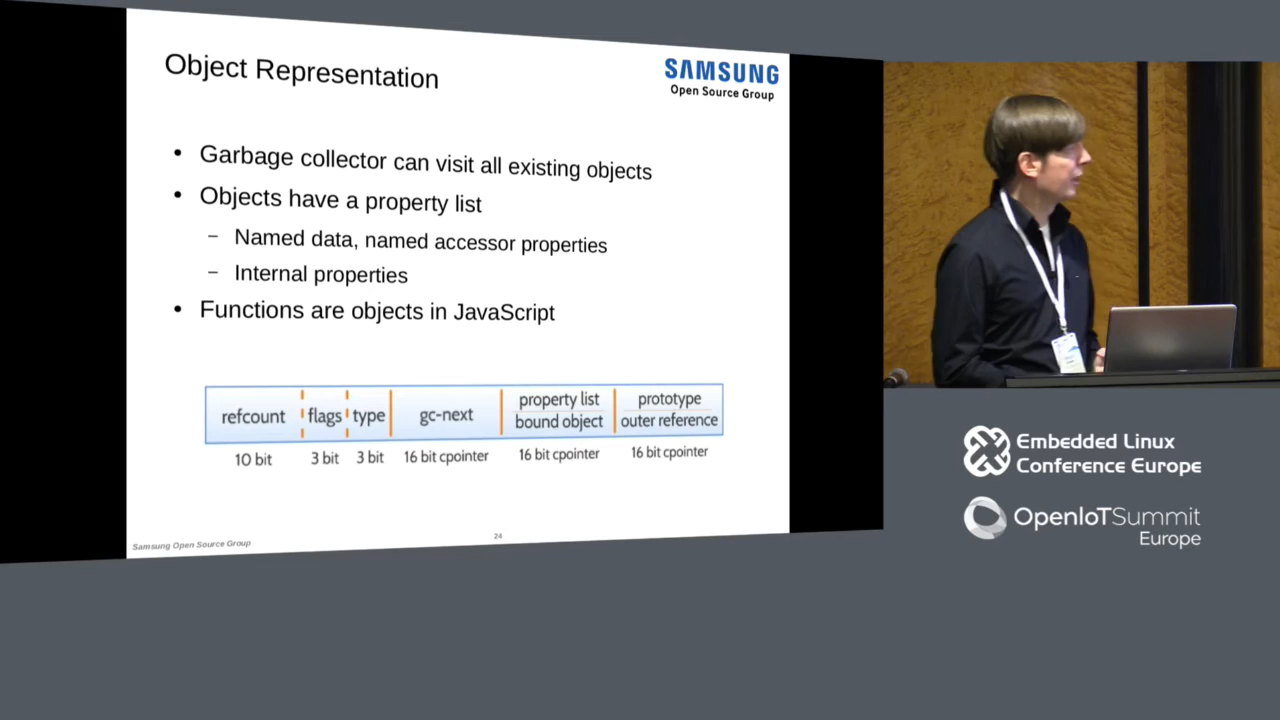 Object Representation
SAMSUNG
Open Source Group
• Garbage collector can visit all existing objects
• Objects have a property list
– Named data, named accessor properties
– Internal properties
• Functions are objects in JavaScript
refcount flags type gc-next property list bound object prototype outer reference
10 bit 3 bit 3 bit 16 bit cpointer 16 bit cpointer 16 bit cpointer
Samsung Open Source Group
24
Embedded Linux
Conference Europe
OpenIoTSummit
Europe